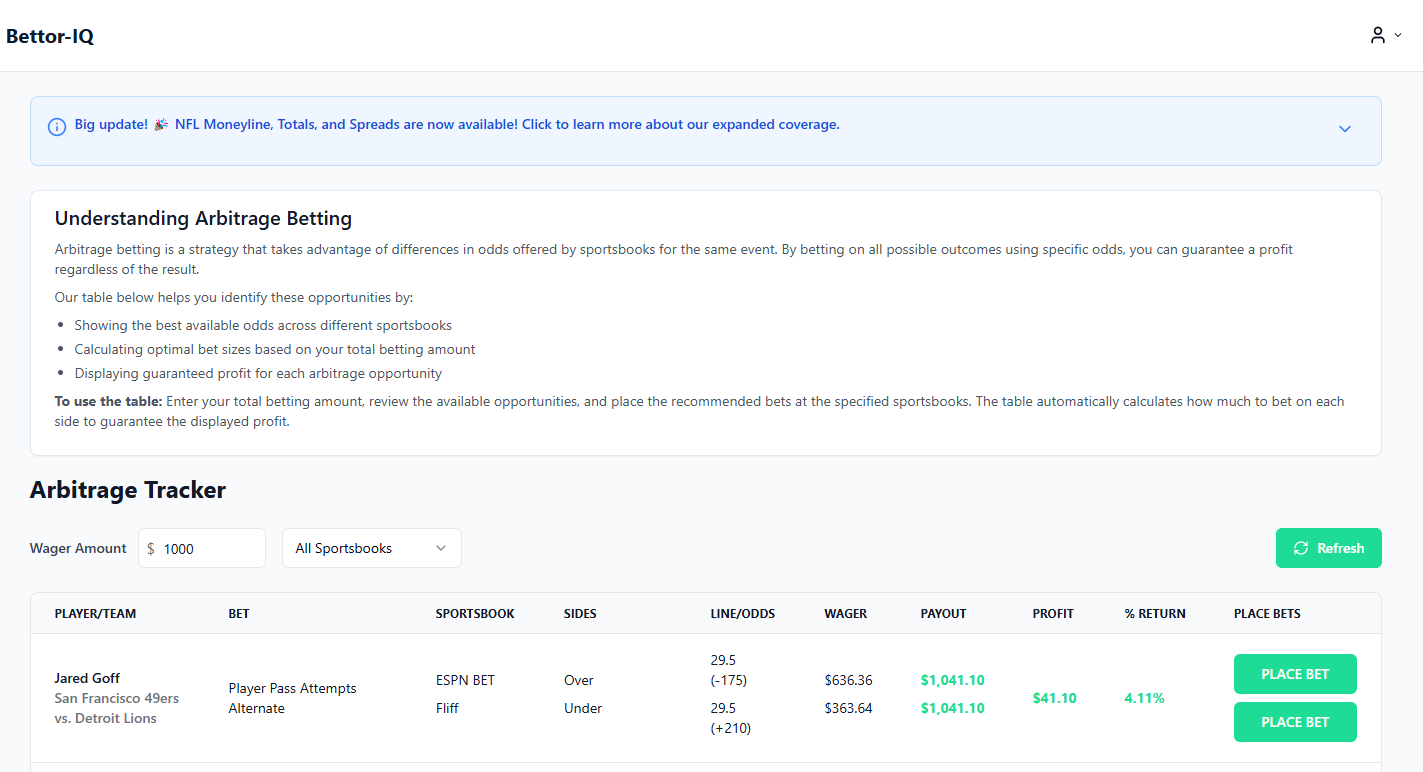 Bettor-IQ
Big update! 🎉 NFL Moneyline, Totals, and Spreads are now available! Click to learn more about our expanded coverage.
Understanding Arbitrage Betting
Arbitrage betting is a strategy that takes advantage of differences in odds offered by sportsbooks for the same event. By betting on all possible outcomes using specific odds, you can guarantee a profit
regardless of the result.
Our table below helps you identify these opportunities by:
• Showing the best available odds across different sportsbooks
• Calculating optimal bet sizes based on your total betting amount
• Displaying guaranteed profit for each arbitrage opportunity
To use the table: Enter your total betting amount, review the available opportunities, and place the recommended bets at the specified sportsbooks. The table automatically calculates how much to bet on each
side to guarantee the displayed profit.
Arbitrage Tracker
Wager Amount $ 1000 All Sportsbooks Refresh
PLAYER/TEAM BET SPORTSBOOK SIDES LINE/ODDS WAGER PAYOUT PROFIT % RETURN PLACE BETS
Jared Goff
San Francisco 49ers
vs. Detroit Lions
Player Pass Attempts
Alternate
ESPN BET
Fliff
Over
Under
29.5
(-175)
29.5
(+210)
$636.36
$363.64
$1,041.10
$1,041.10
$41.10
4.11%
PLACE BET
PLACE BET